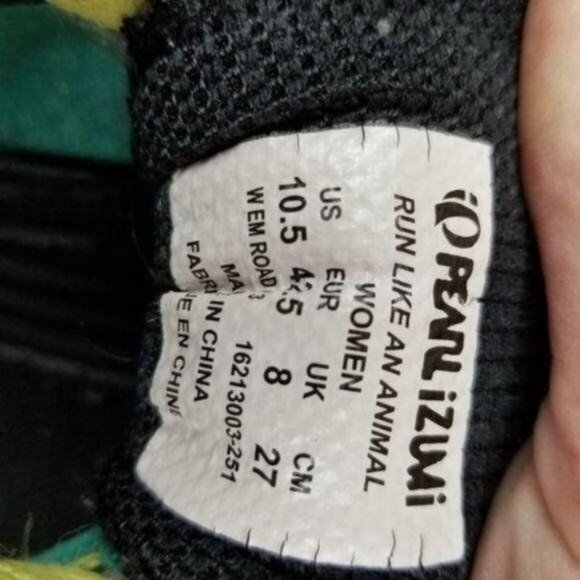 PEARL iZUMi
RUN LIKE AN ANIMAL
WOMEN
US EUR UK CM
10.5 8 27
W EM ROAD
16213003-251
IN CHINA
EN CHINE